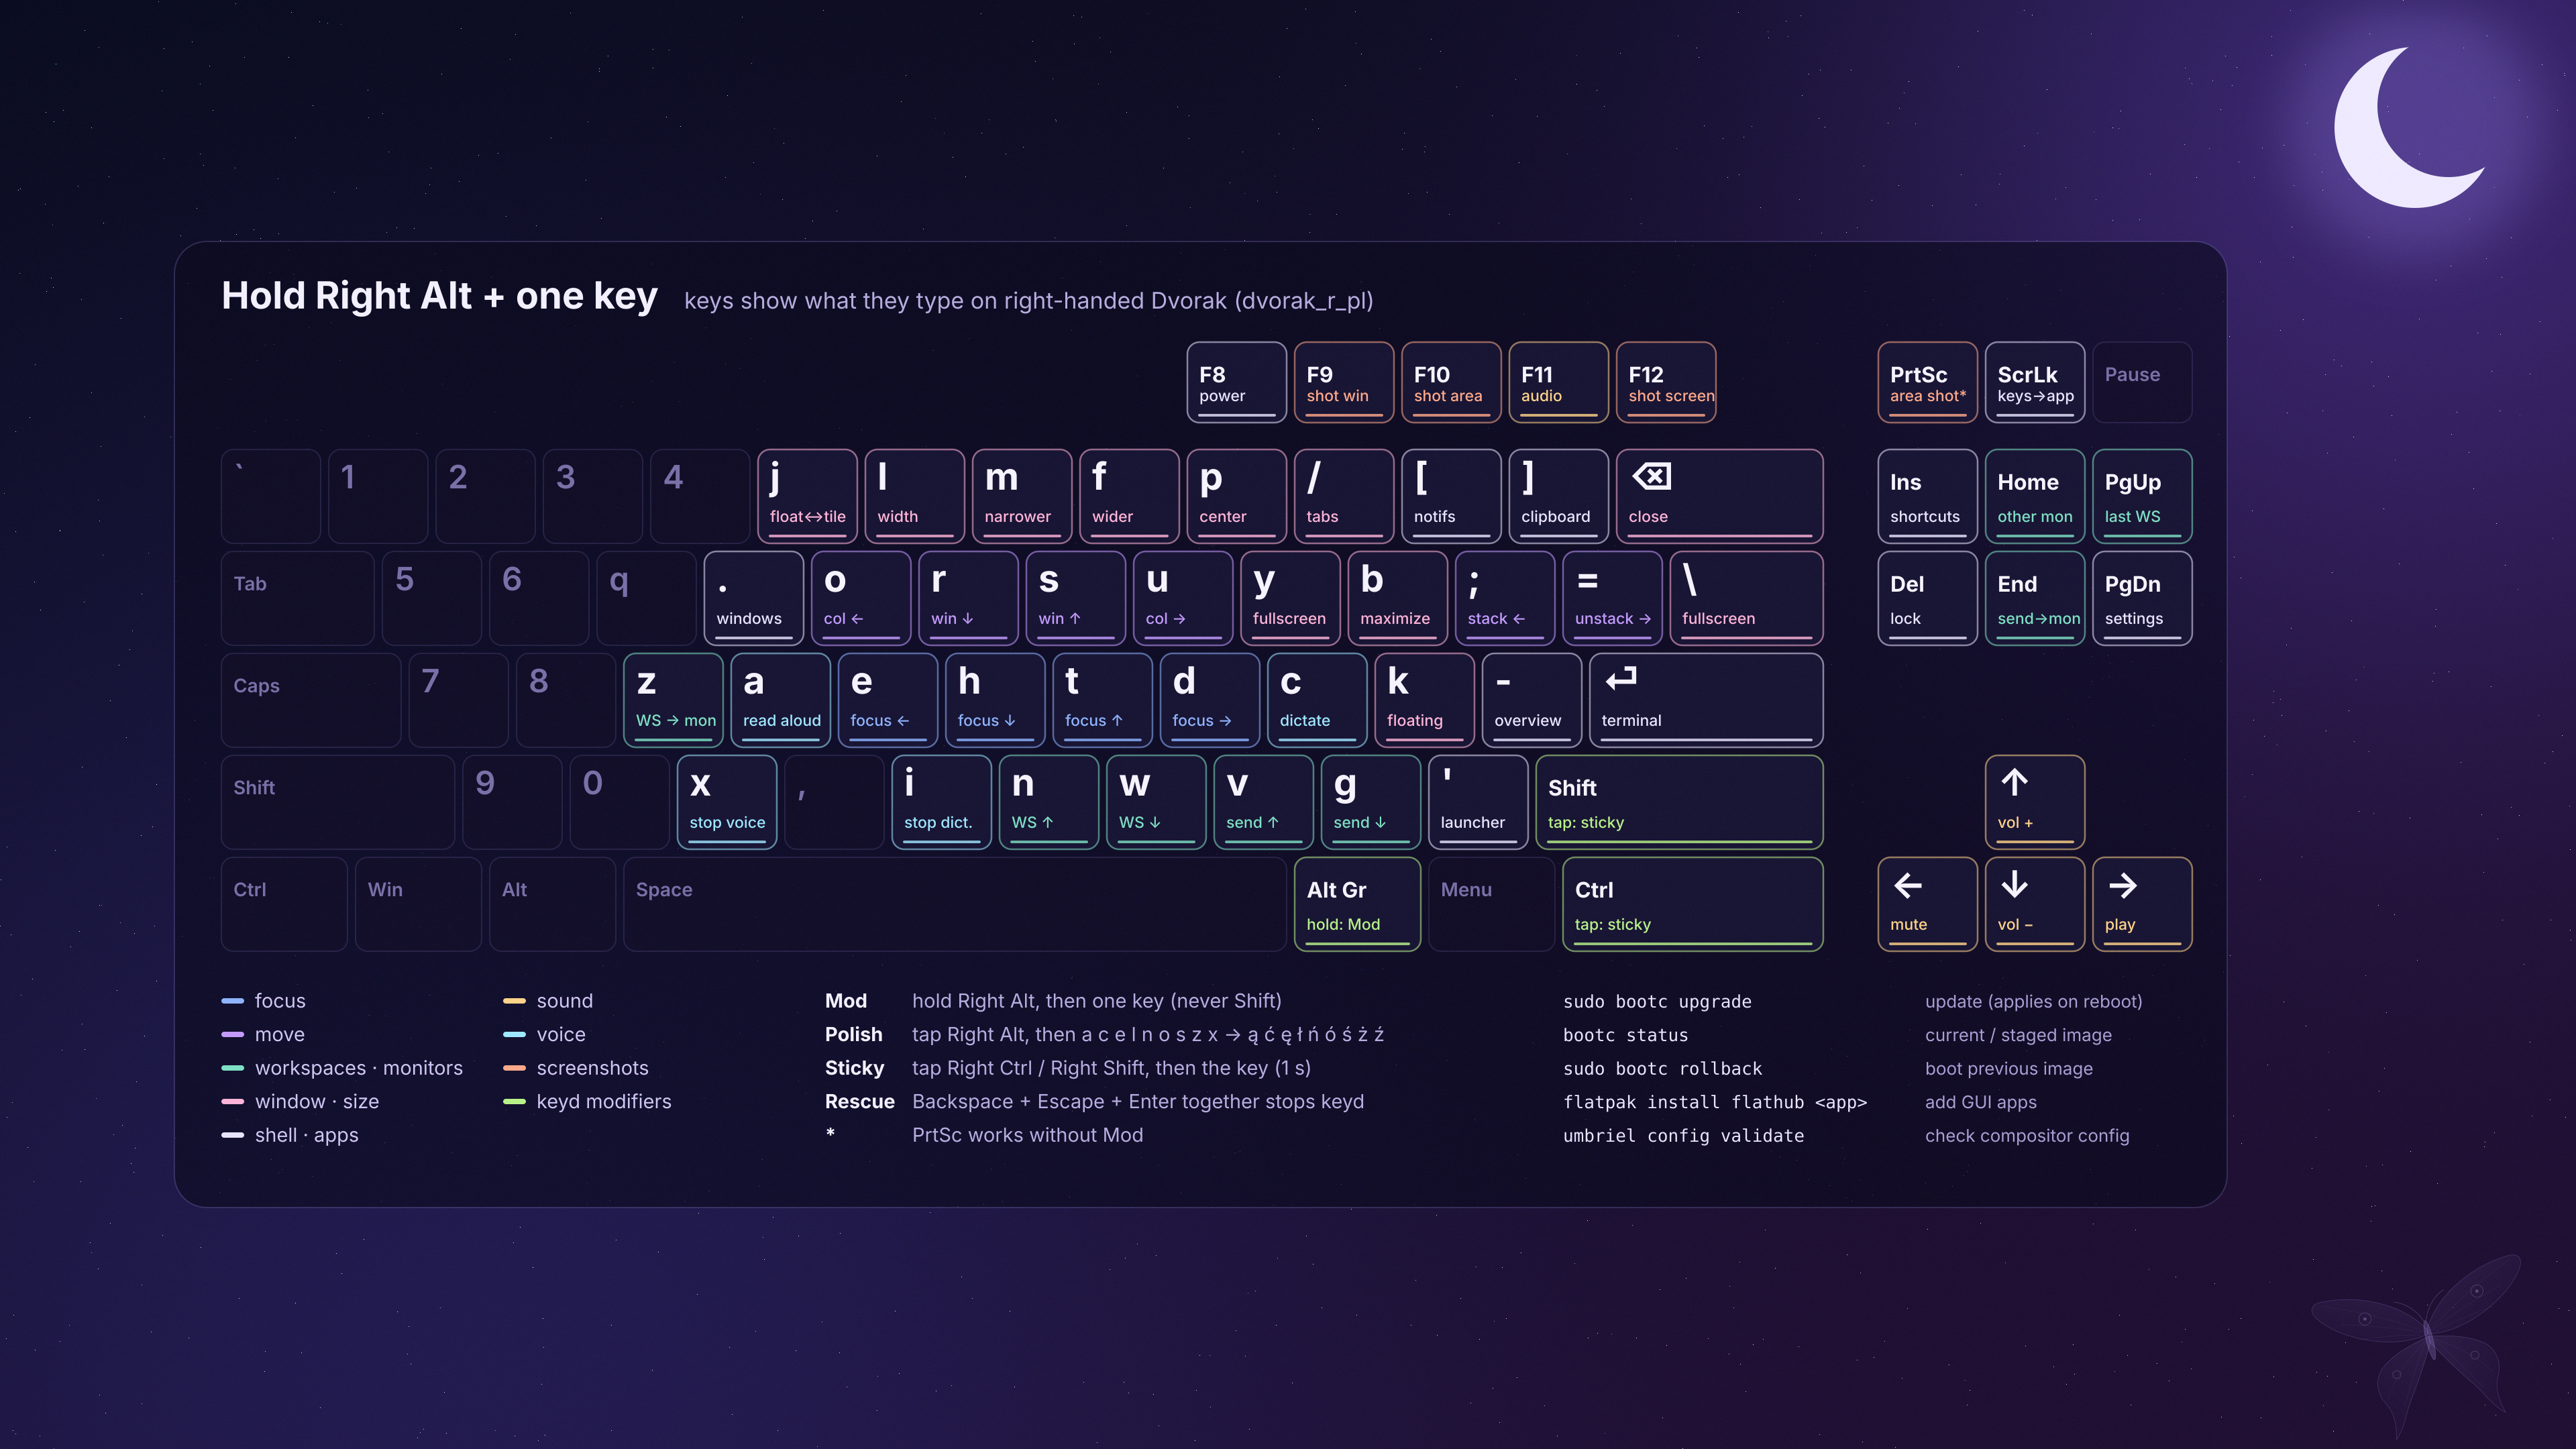 Hold Right Alt + one key keys show what they type on right-handed Dvorak (dvorak_r_pl)
F8 F9 F10 F11 F12 PrtSc ScrLk Pause
power shot win shot area audio shot screen area shot* keys→app
` 1 2 3 4 j l m f p / [ ] ⌫ Ins Home PgUp
float↔tile width narrower wider center tabs notifs clipboard close shortcuts other mon last WS
Tab 5 6 q . o r s u y b ; = \ Del End PgDn
windows col ← win ↓ win ↑ col → fullscreen maximize stack ← unstack → fullscreen lock send→mon settings
Caps 7 8 z a e h t d c k - ⏎
WS → mon read aloud focus ← focus ↓ focus ↑ focus → dictate floating overview terminal
Shift 9 0 x , i n w v g ' Shift ↑
stop voice stop dict. WS ↑ WS ↓ send ↑ send ↓ launcher tap: sticky vol +
Ctrl Win Alt Space Alt Gr Menu Ctrl ← ↓ →
hold: Mod tap: sticky mute vol − play
focus
move
workspaces · monitors
window · size
shell · apps
sound
voice
screenshots
keyd modifiers
Mod hold Right Alt, then one key (never Shift)
Polish tap Right Alt, then a c e l n o s z x → ą ć ę ł ń ó ś ż ź
Sticky tap Right Ctrl / Right Shift, then the key (1 s)
Rescue Backspace + Escape + Enter together stops keyd
* PrtSc works without Mod
sudo bootc upgrade update (applies on reboot)
bootc status current / staged image
sudo bootc rollback boot previous image
flatpak install flathub <app> add GUI apps
umbriel config validate check compositor config